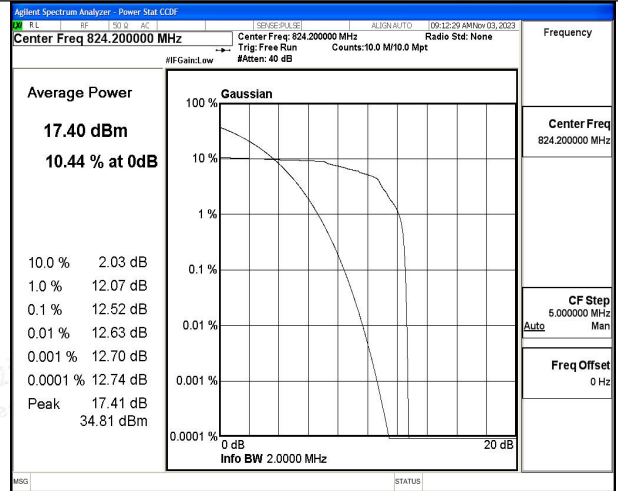 Agilent Spectrum Analyzer - Power Stat CCDF
RL RF 50 Ω AC SENSE:PULSE ALIGN AUTO 09:12:29 AM Nov 03, 2023
Center Freq 824.200000 MHz
Center Freq: 824.200000 MHz Radio Std: None
Trig: Free Run Counts:10.0 M/10.0 Mpt
#IFGain:Low #Atten: 40 dB
Frequency
Average Power
17.40 dBm
10.44 % at 0dB
10.0 % 2.03 dB
1.0 % 12.07 dB
0.1 % 12.52 dB
0.01 % 12.63 dB
0.001 % 12.70 dB
0.0001 % 12.74 dB
Peak 17.41 dB
34.81 dBm
Gaussian
100 %
10 %
1 %
0.1 %
0.01 %
0.001 %
0.0001 %
0 dB 20 dB
Info BW 2.0000 MHz
Center Freq
824.200000 MHz
CF Step
5.000000 MHz
Auto Man
Freq Offset
0 Hz
MSG STATUS